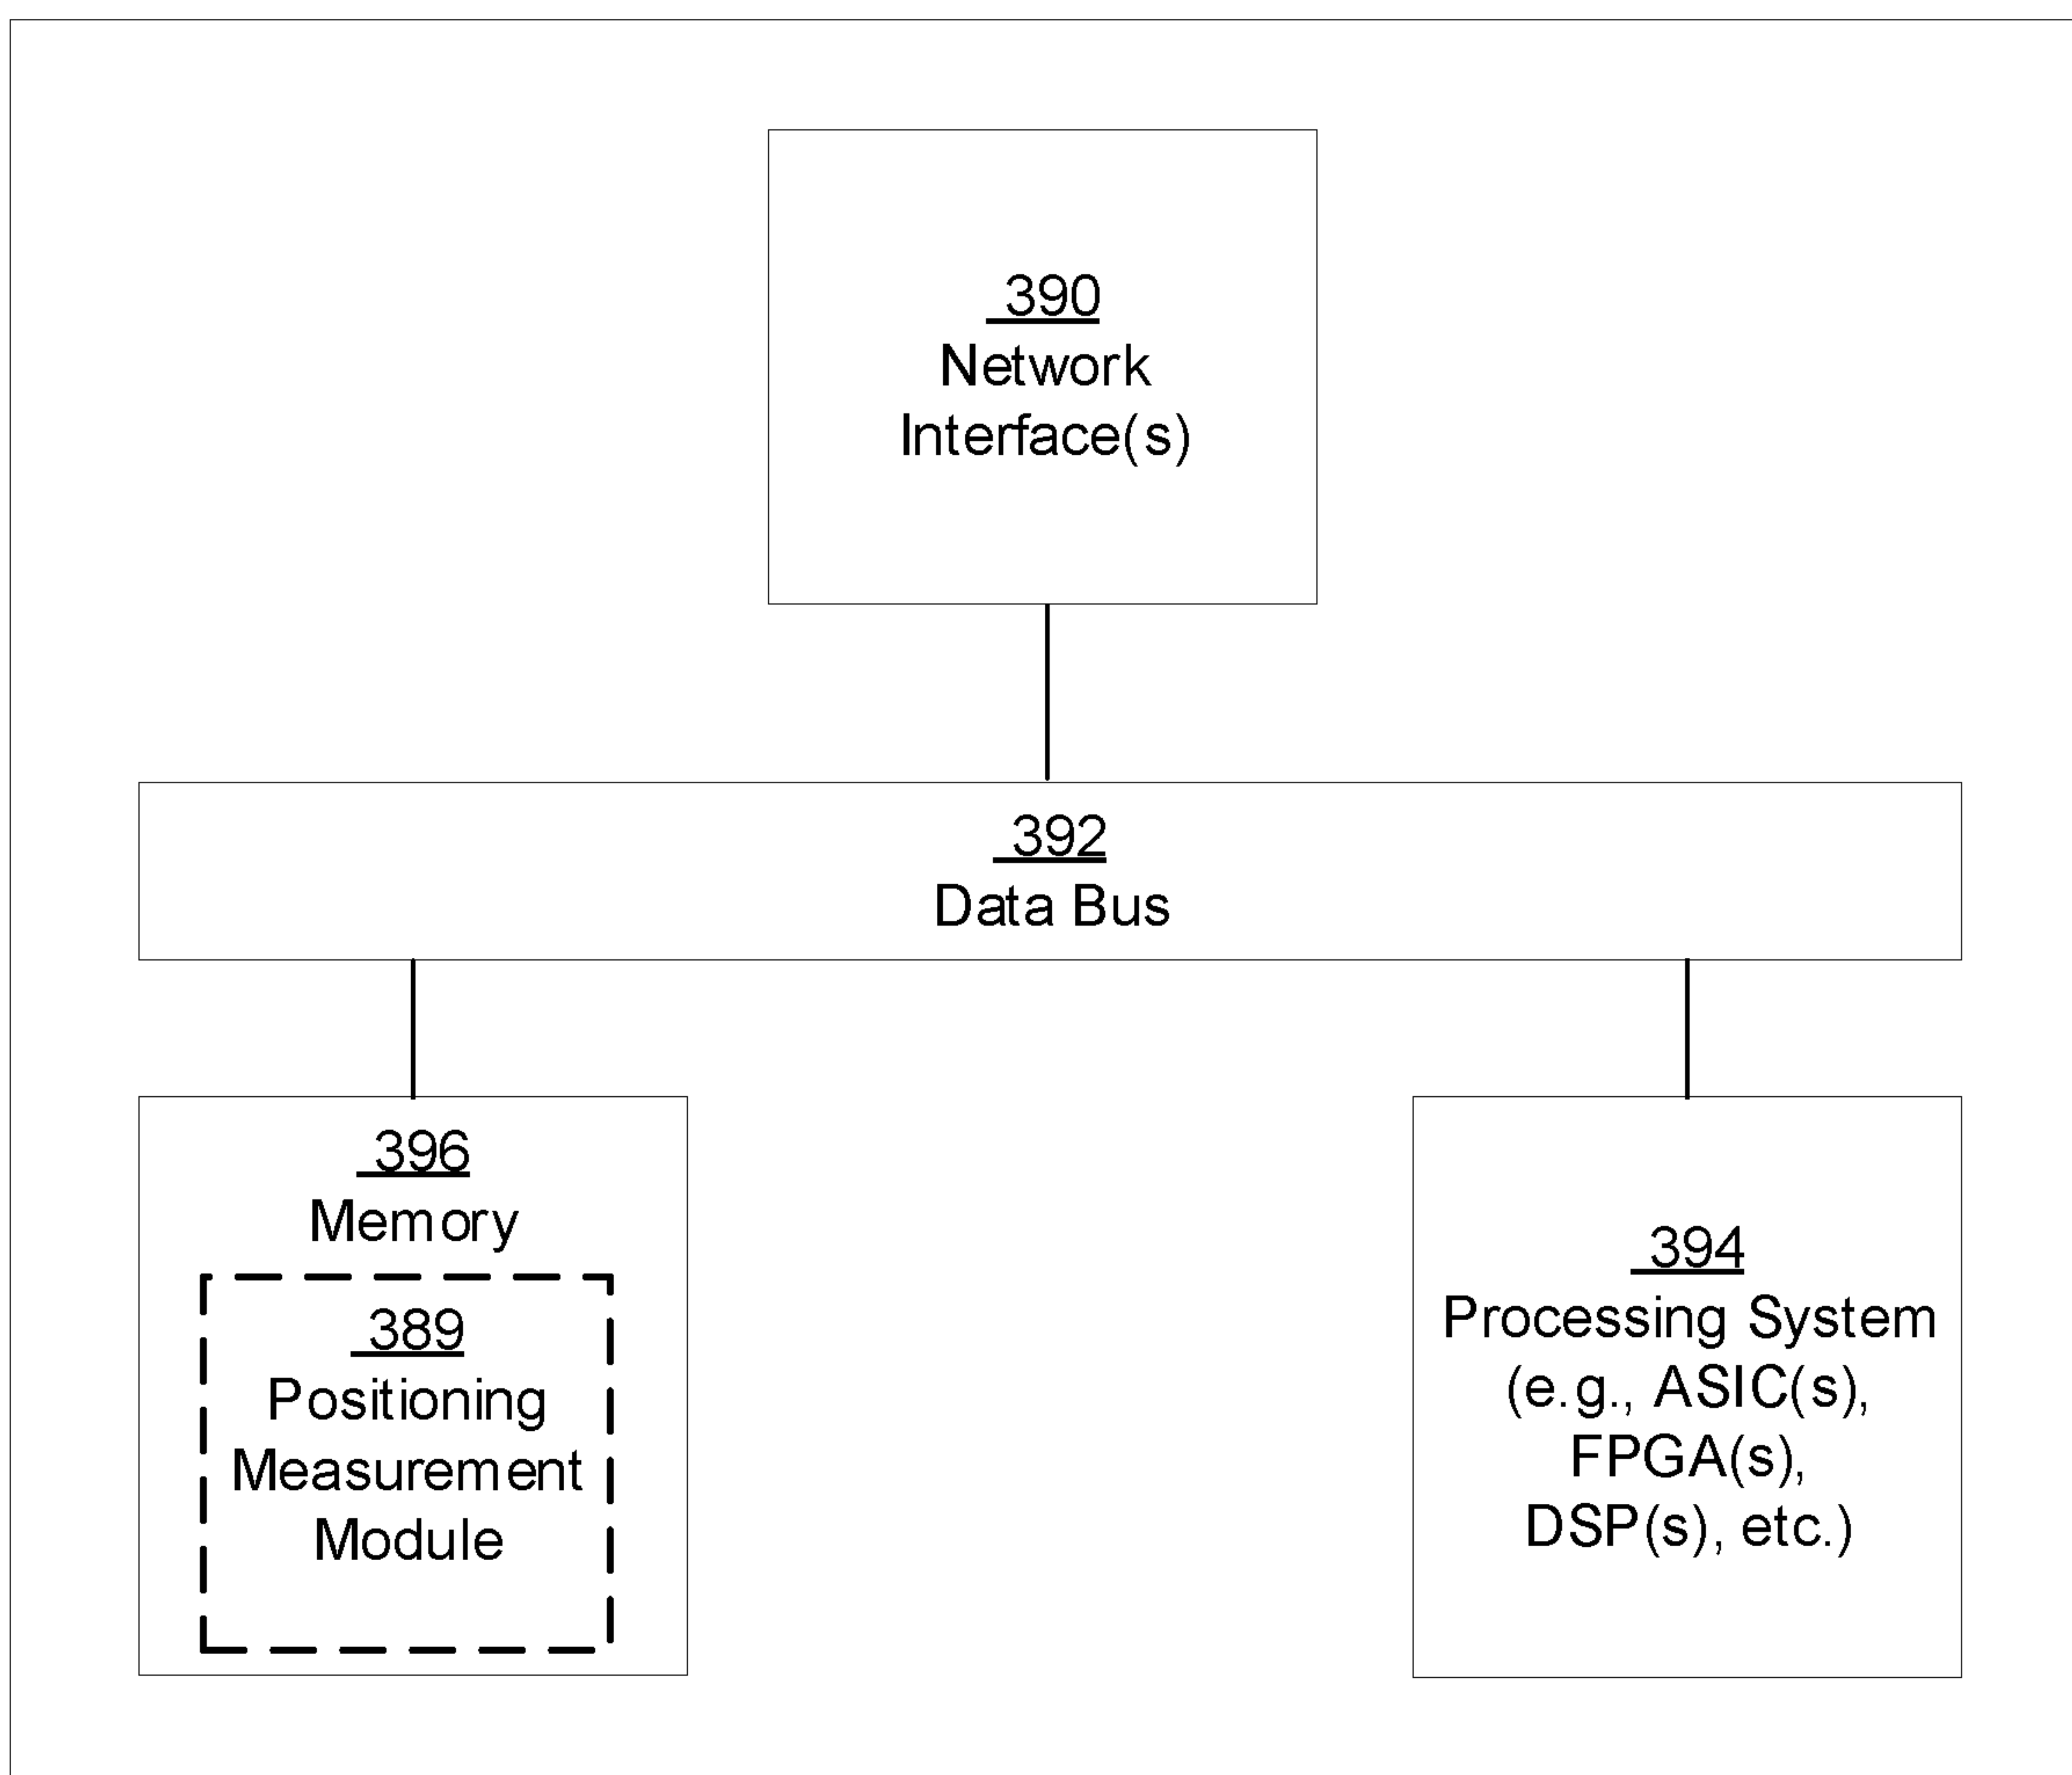 390
Network
Interface(s)
392
Data Bus
396
Memory
389
Positioning
Measurement
Module
394
Processing System
(e.g., ASIC(s),
FPGA(s),
DSP(s), etc.)